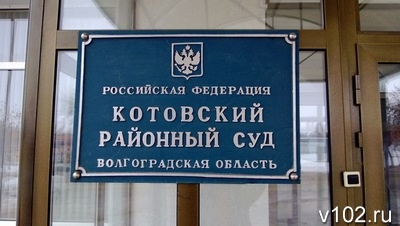 РОССИЙСКАЯ ФЕДЕРАЦИЯ
КОТОВСКИЙ
РАЙОННЫЙ СУД
ВОЛГОГРАДСКАЯ ОБЛАСТЬ
v102.ru